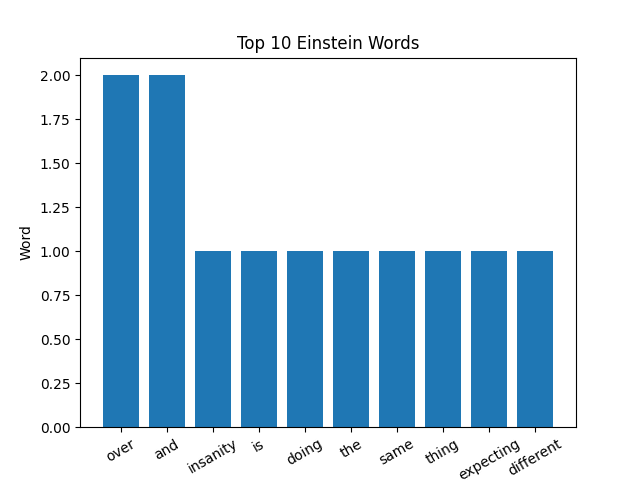 Top 10 Einstein Words
Word
2.00
1.75
1.50
1.25
1.00
0.75
0.50
0.25
0.00
over
and
insanity
is
doing
the
same
thing
expecting
different